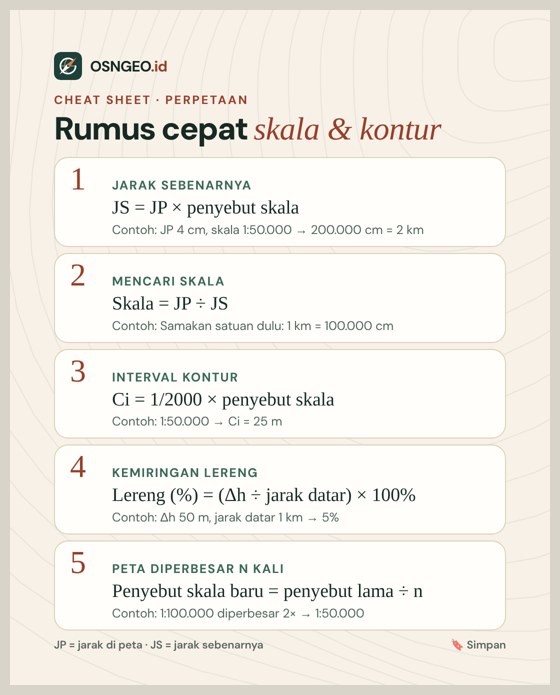 OSNGEO.id
CHEAT SHEET · PERPETAAN
Rumus cepat skala & kontur
1
JARAK SEBENARNYA
JS = JP × penyebut skala
Contoh: JP 4 cm, skala 1:50.000 → 200.000 cm = 2 km
2
MENCARI SKALA
Skala = JP ÷ JS
Contoh: Samakan satuan dulu: 1 km = 100.000 cm
3
INTERVAL KONTUR
Ci = 1/2000 × penyebut skala
Contoh: 1:50.000 → Ci = 25 m
4
KEMIRINGAN LERENG
Lereng (%) = (Δh ÷ jarak datar) × 100%
Contoh: Δh 50 m, jarak datar 1 km → 5%
5
PETA DIPERBESAR N KALI
Penyebut skala baru = penyebut lama ÷ n
Contoh: 1:100.000 diperbesar 2× → 1:50.000
JP = jarak di peta · JS = jarak sebenarnya
🔖 Simpan